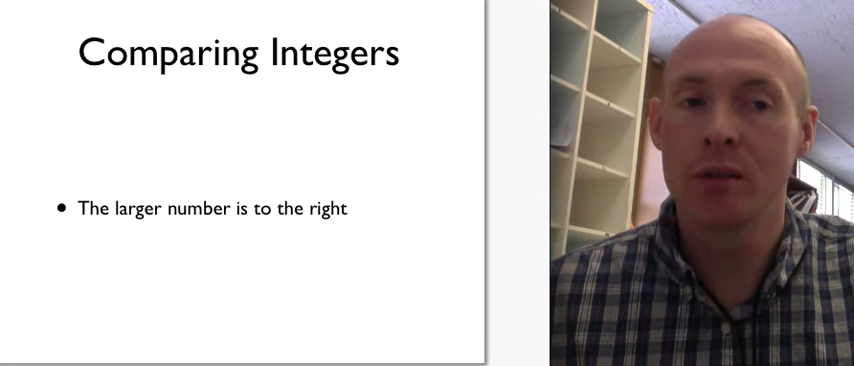 Comparing Integers
• The larger number is to the right